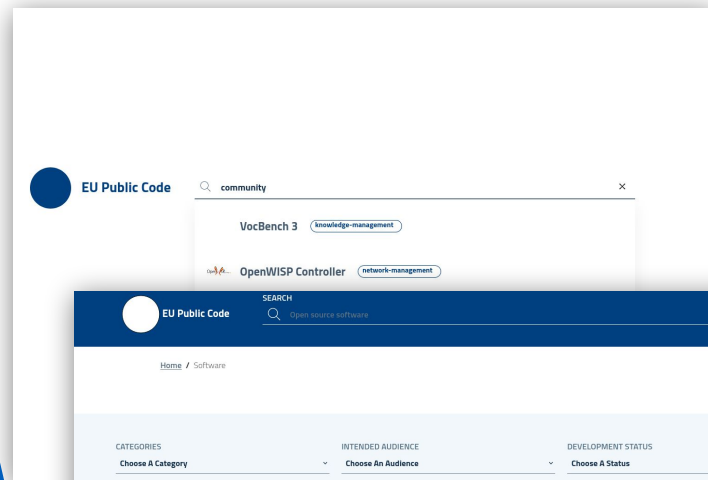 EU Public Code
community
VocBench 3 knowledge-management
OpenWISP Controller network-management
EU Public Code
SEARCH
Open source software
Home / Software
CATEGORIES INTENDED AUDIENCE DEVELOPMENT STATUS
Choose A Category Choose An Audience Choose A Status